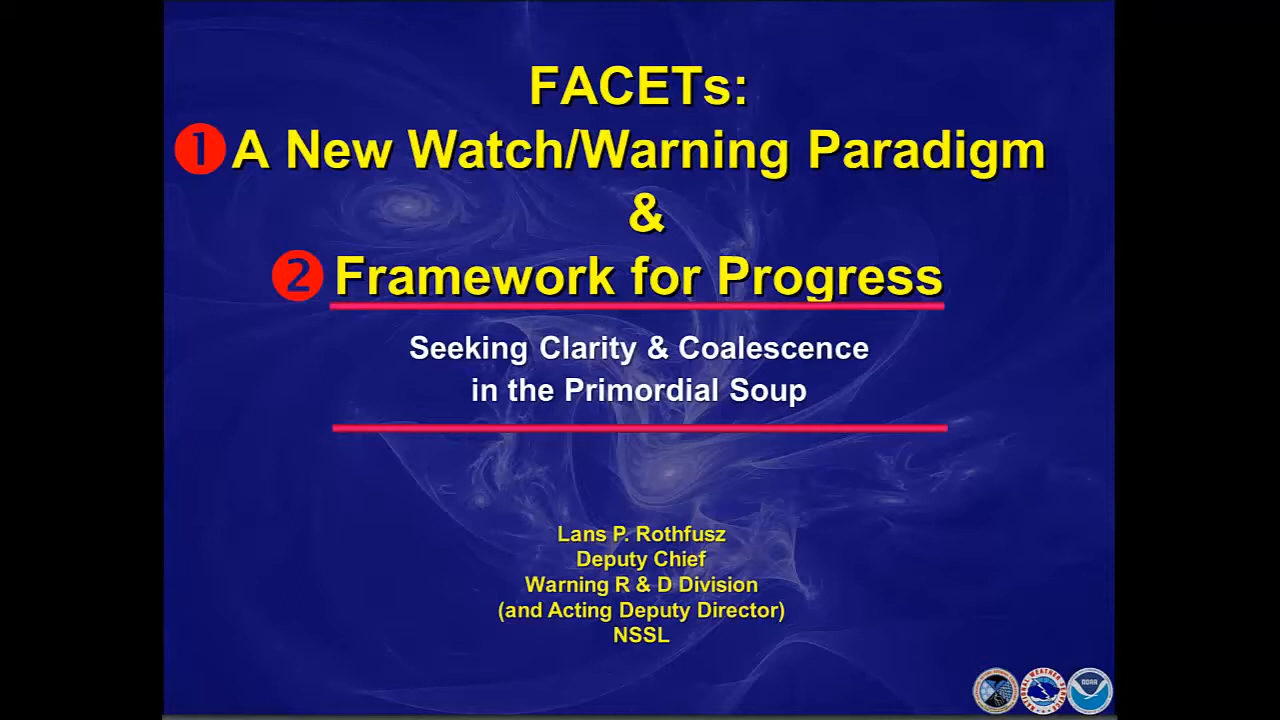 FACETs:
❶A New Watch/Warning Paradigm
&
❷Framework for Progress
Seeking Clarity & Coalescence
in the Primordial Soup
Lans P. Rothfusz
Deputy Chief
Warning R & D Division
(and Acting Deputy Director)
NSSL
NOAA